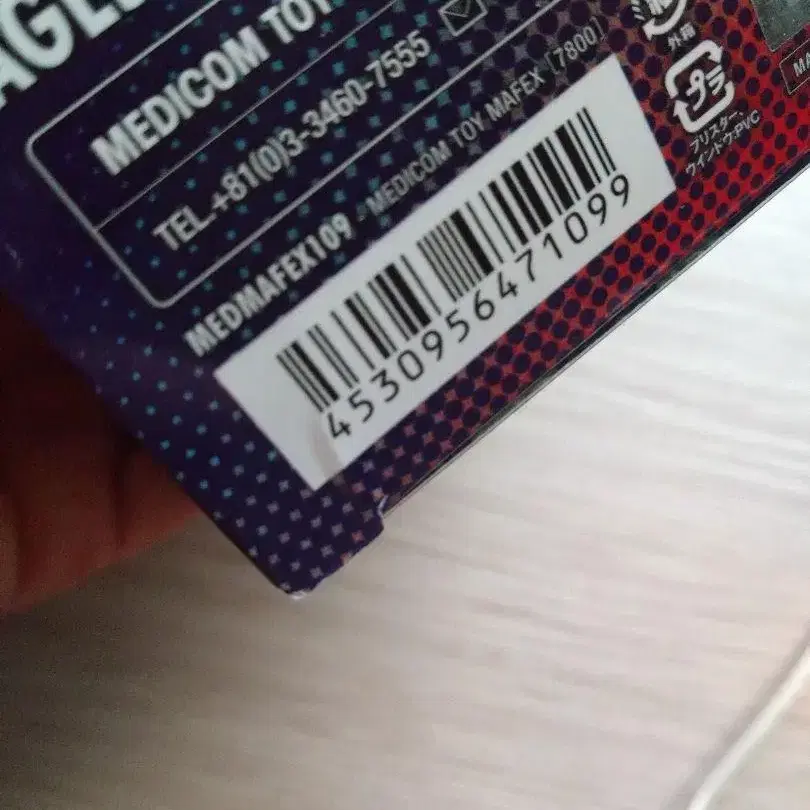 MEDICOM TOY
TEL.+81(0)3-3460-7555
MEDMAFEX109 - MEDICOM TOY MAFEX [7800]
4530956471099
外箱
プラ
ブリスター、
ウインドウ:PVC